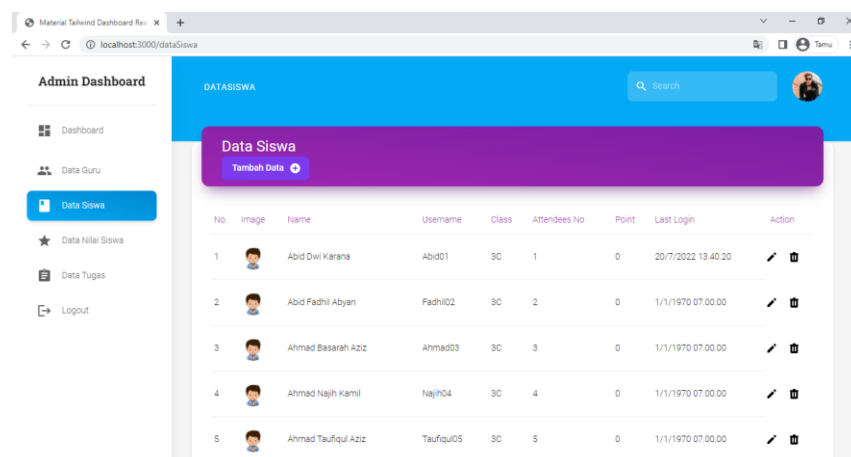 Material Tailwind Dashboard Rea
localhost:3000/dataSiswa
Tamu
Admin Dashboard
DATASISWA
Search
Dashboard
Data Guru
Data Siswa
Data Nilai Siswa
Data Tugas
Logout
Data Siswa
Tambah Data
No. Image Name Username Class Attendees No Point Last Login Action
1 Abid Dwi Karana Abid01 3C 1 0 20/7/2022 13.40.20
2 Abid Fadhil Abyan Fadhil02 3C 2 0 1/1/1970 07.00.00
3 Ahmad Basarah Aziz Ahmad03 3C 3 0 1/1/1970 07.00.00
4 Ahmad Najih Kamil Najih04 3C 4 0 1/1/1970 07.00.00
5 Ahmad Taufiqul Aziz Taufiqul05 3C 5 0 1/1/1970 07.00.00